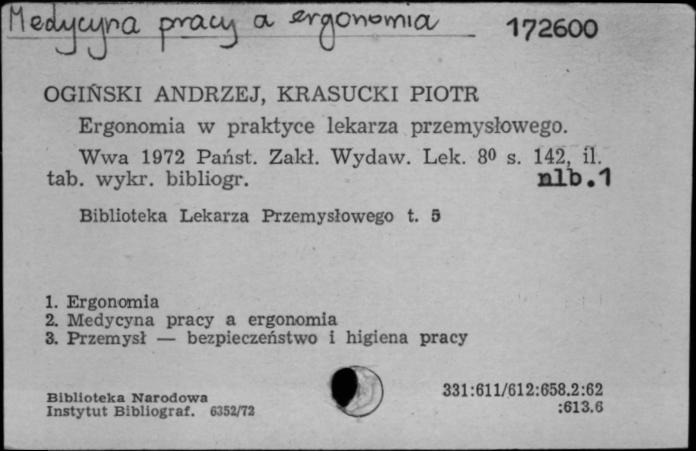 Medycyna pracy a ergonomia 172600
OGIŃSKI ANDRZEJ, KRASUCKI PIOTR
Ergonomia w praktyce lekarza przemysłowego.
Wwa 1972 Państ. Zakł. Wydaw. Lek. 8⁰ s. 142, il.
tab. wykr. bibliogr. nlb.1
Biblioteka Lekarza Przemysłowego t. 5
1. Ergonomia
2. Medycyna pracy a ergonomia
3. Przemysł — bezpieczeństwo i higiena pracy
331:611/612:658.2:62
:613.6
Biblioteka Narodowa
Instytut Bibliograf. 6352/72